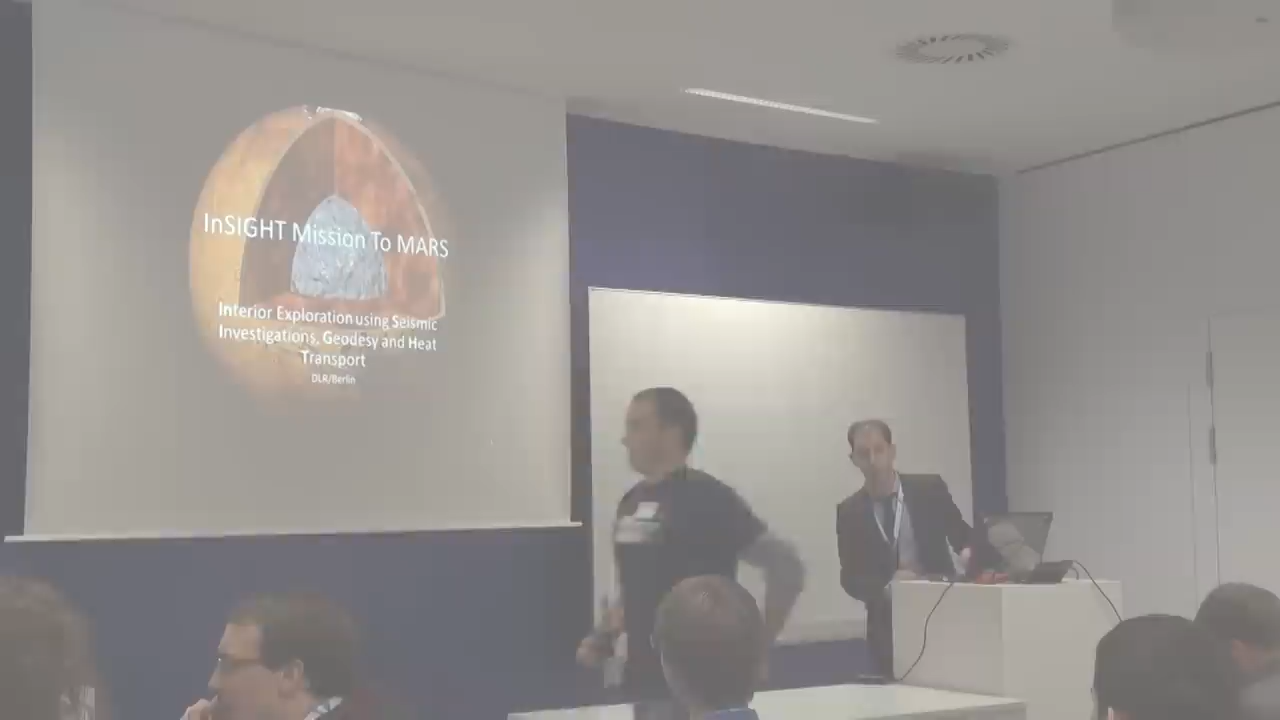 InSIGHT Mission To MARS
Interior Exploration using Seismic
Investigations, Geodesy and Heat
Transport
DLR/Berlin